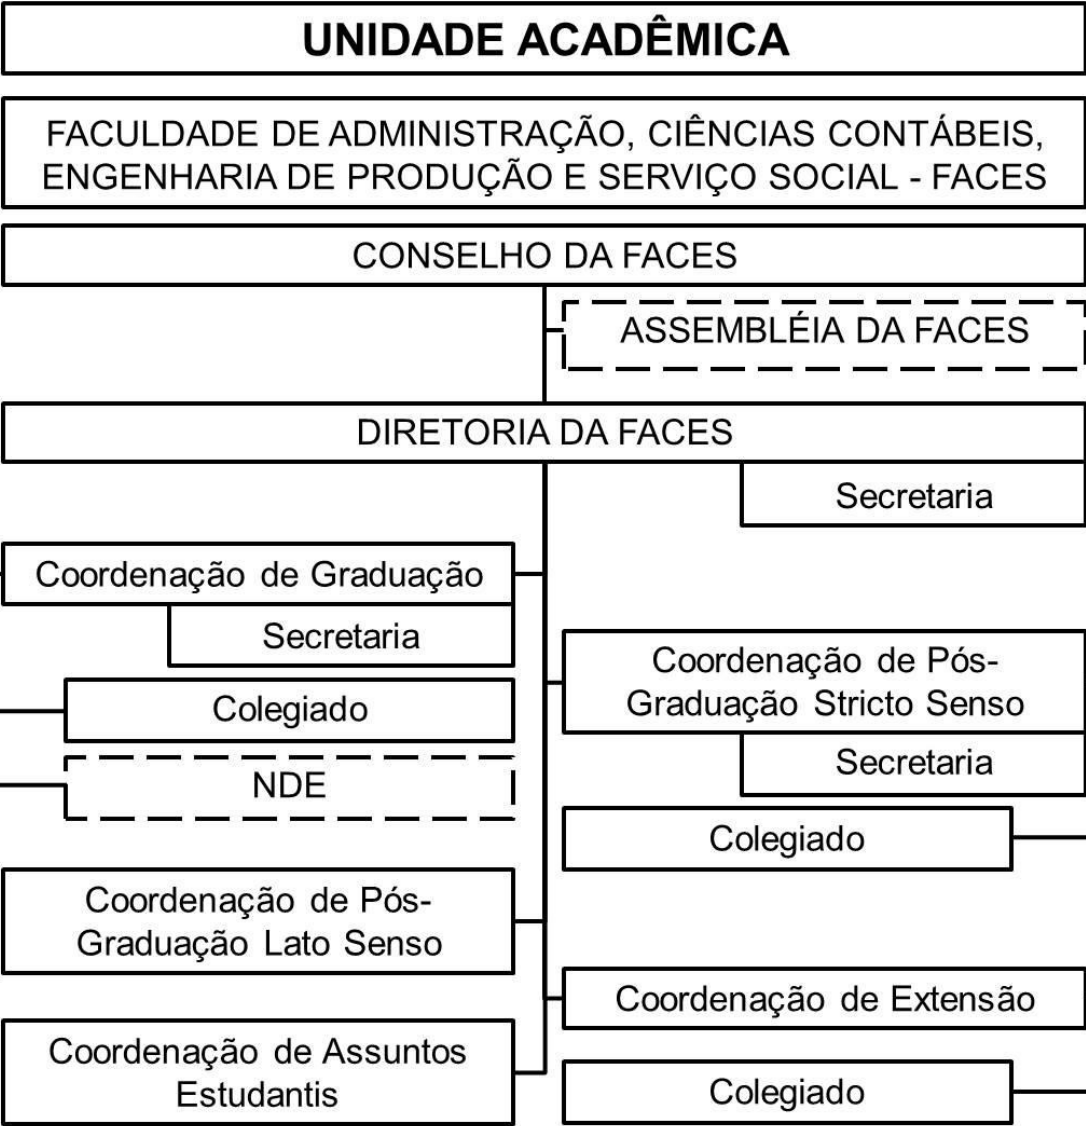 UNIDADE ACADÊMICA
FACULDADE DE ADMINISTRAÇÃO, CIÊNCIAS CONTÁBEIS,
ENGENHARIA DE PRODUÇÃO E SERVIÇO SOCIAL - FACES
CONSELHO DA FACES
ASSEMBLÉIA DA FACES
DIRETORIA DA FACES
Secretaria
Coordenação de Graduação
Secretaria
Colegiado
NDE
Coordenação de Pós-
Graduação Stricto Senso
Secretaria
Colegiado
Coordenação de Pós-
Graduação Lato Senso
Coordenação de Extensão
Coordenação de Assuntos
Estudantis
Colegiado